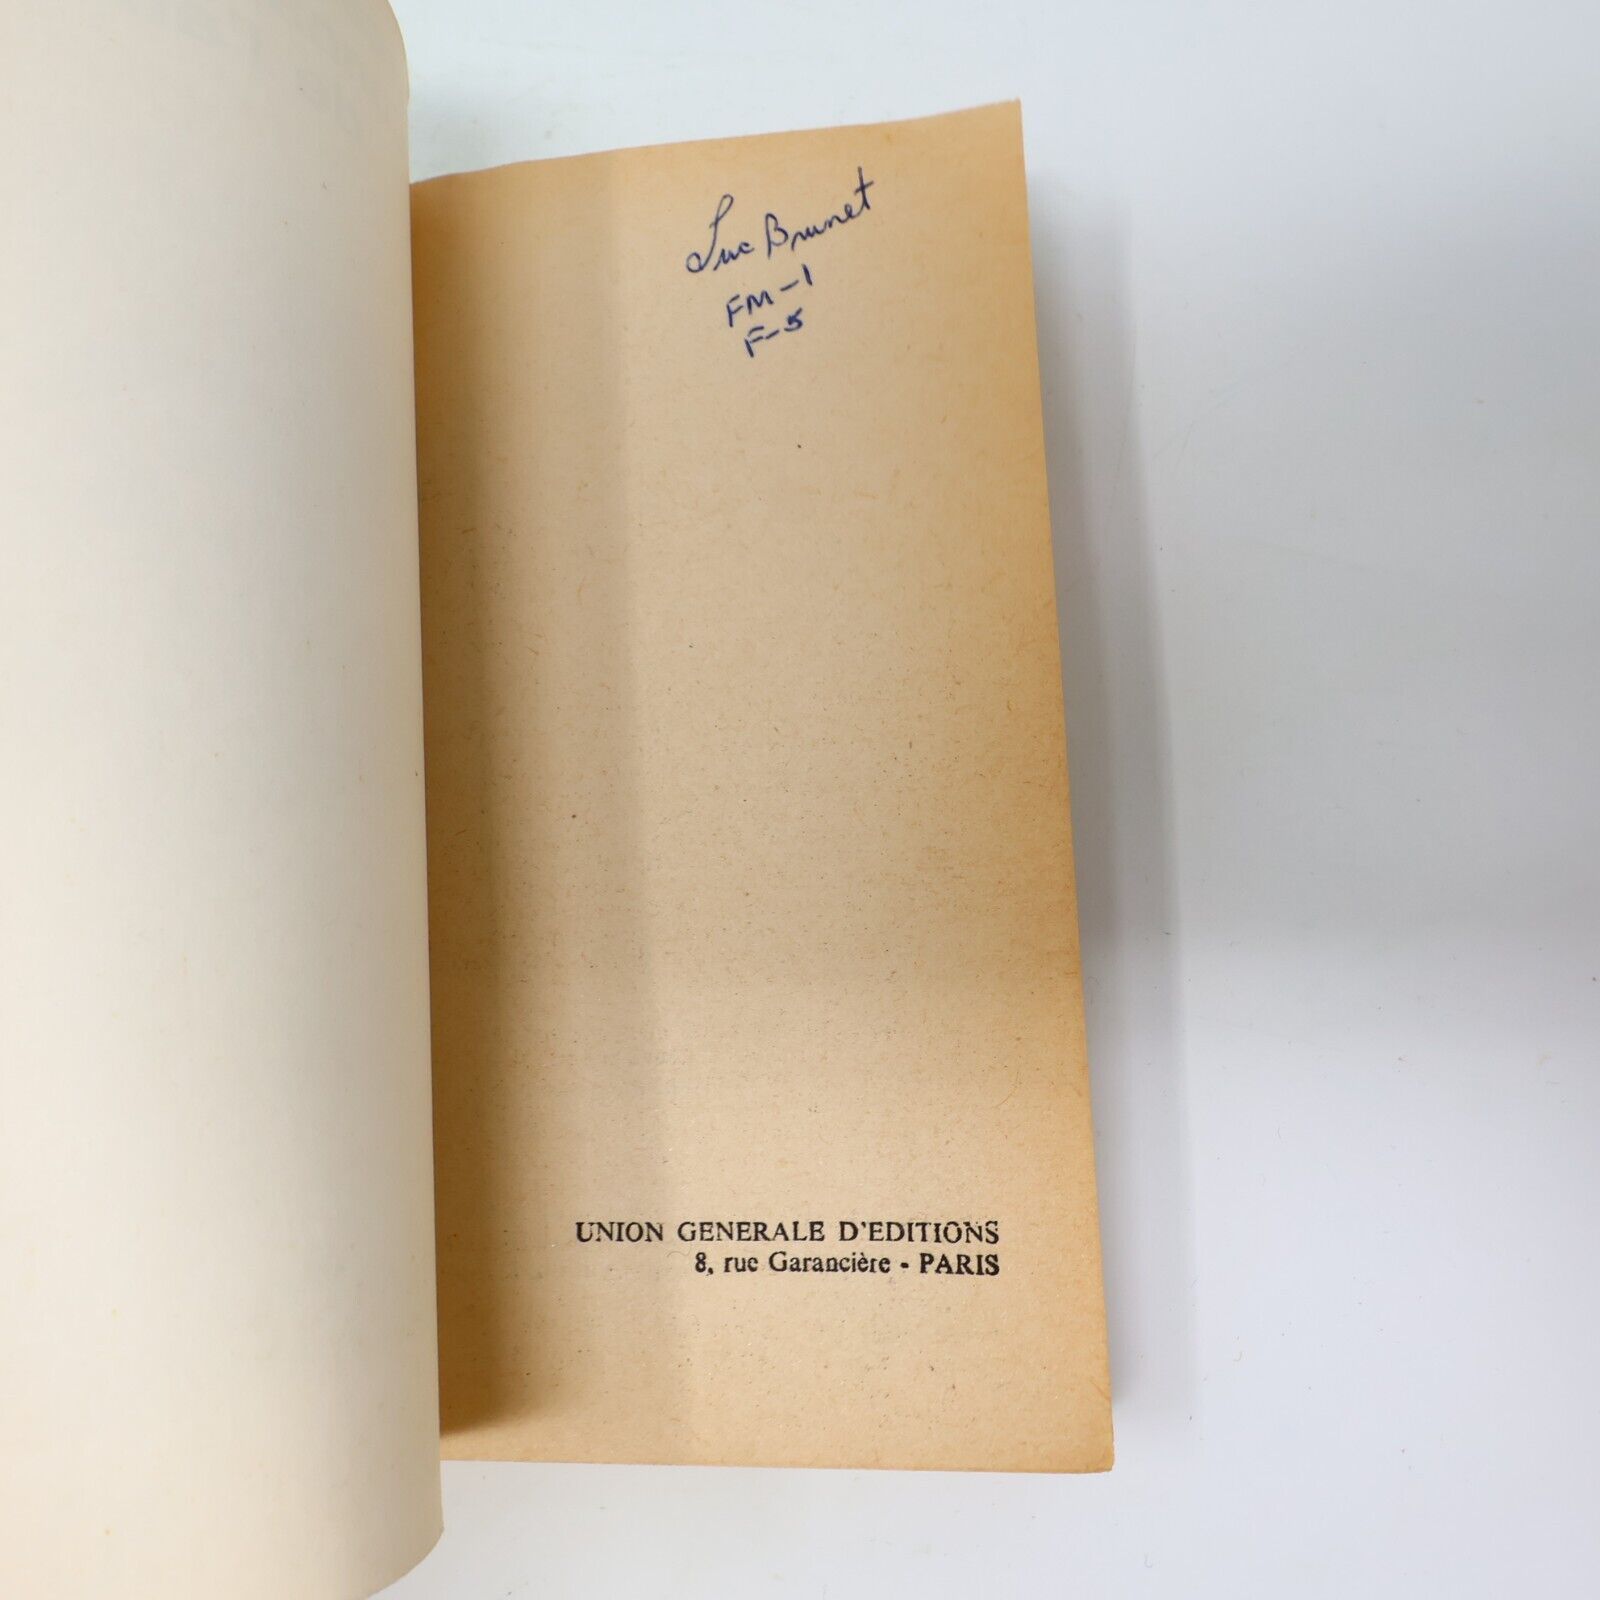 Luc Brunet
FM-1
F-5
UNION GENERALE D'EDITIONS
8, rue Garancière - PARIS